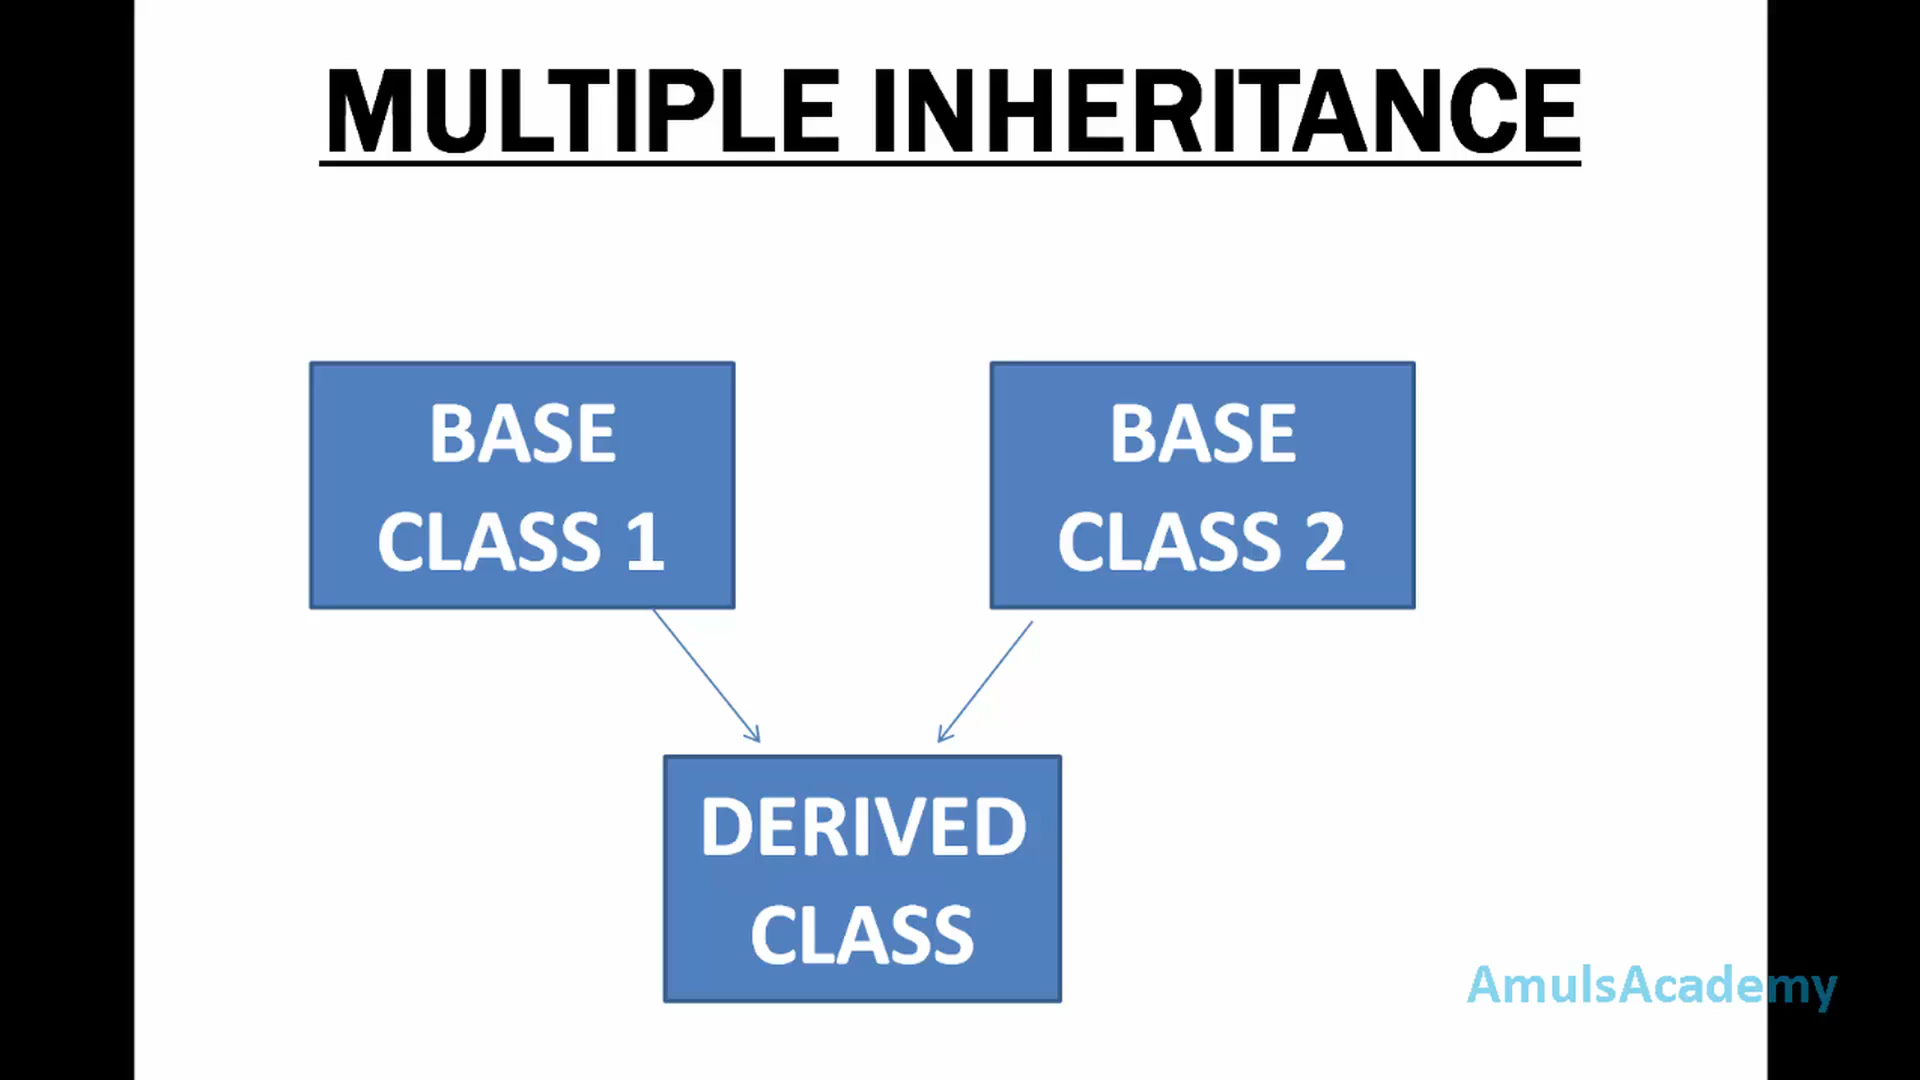 MULTIPLE INHERITANCE
BASE
CLASS 1
BASE
CLASS 2
DERIVED
CLASS
AmulsAcademy